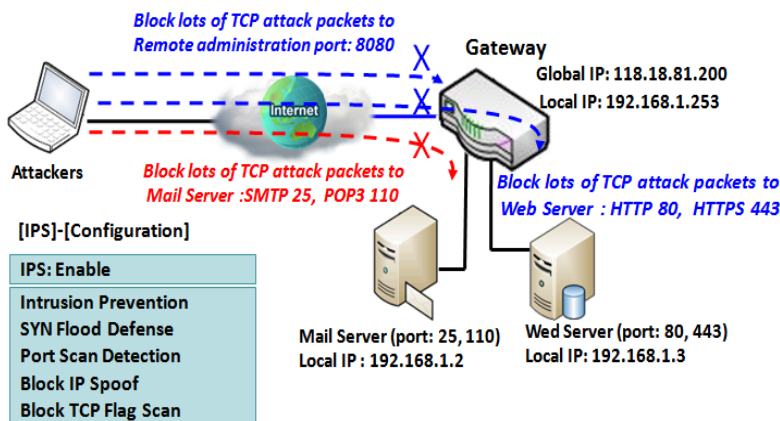 Block lots of TCP attack packets to
Remote administration port: 8080
Gateway
Global IP: 118.18.81.200
Local IP: 192.168.1.253
Internet
Attackers
Block lots of TCP attack packets to
Mail Server :SMTP 25, POP3 110
Block lots of TCP attack packets to
Web Server : HTTP 80, HTTPS 443
[IPS]-[Configuration]
IPS: Enable
Intrusion Prevention
SYN Flood Defense
Port Scan Detection
Block IP Spoof
Block TCP Flag Scan
Mail Server (port: 25, 110)
Local IP : 192.168.1.2
Wed Server (port: 80, 443)
Local IP: 192.168.1.3